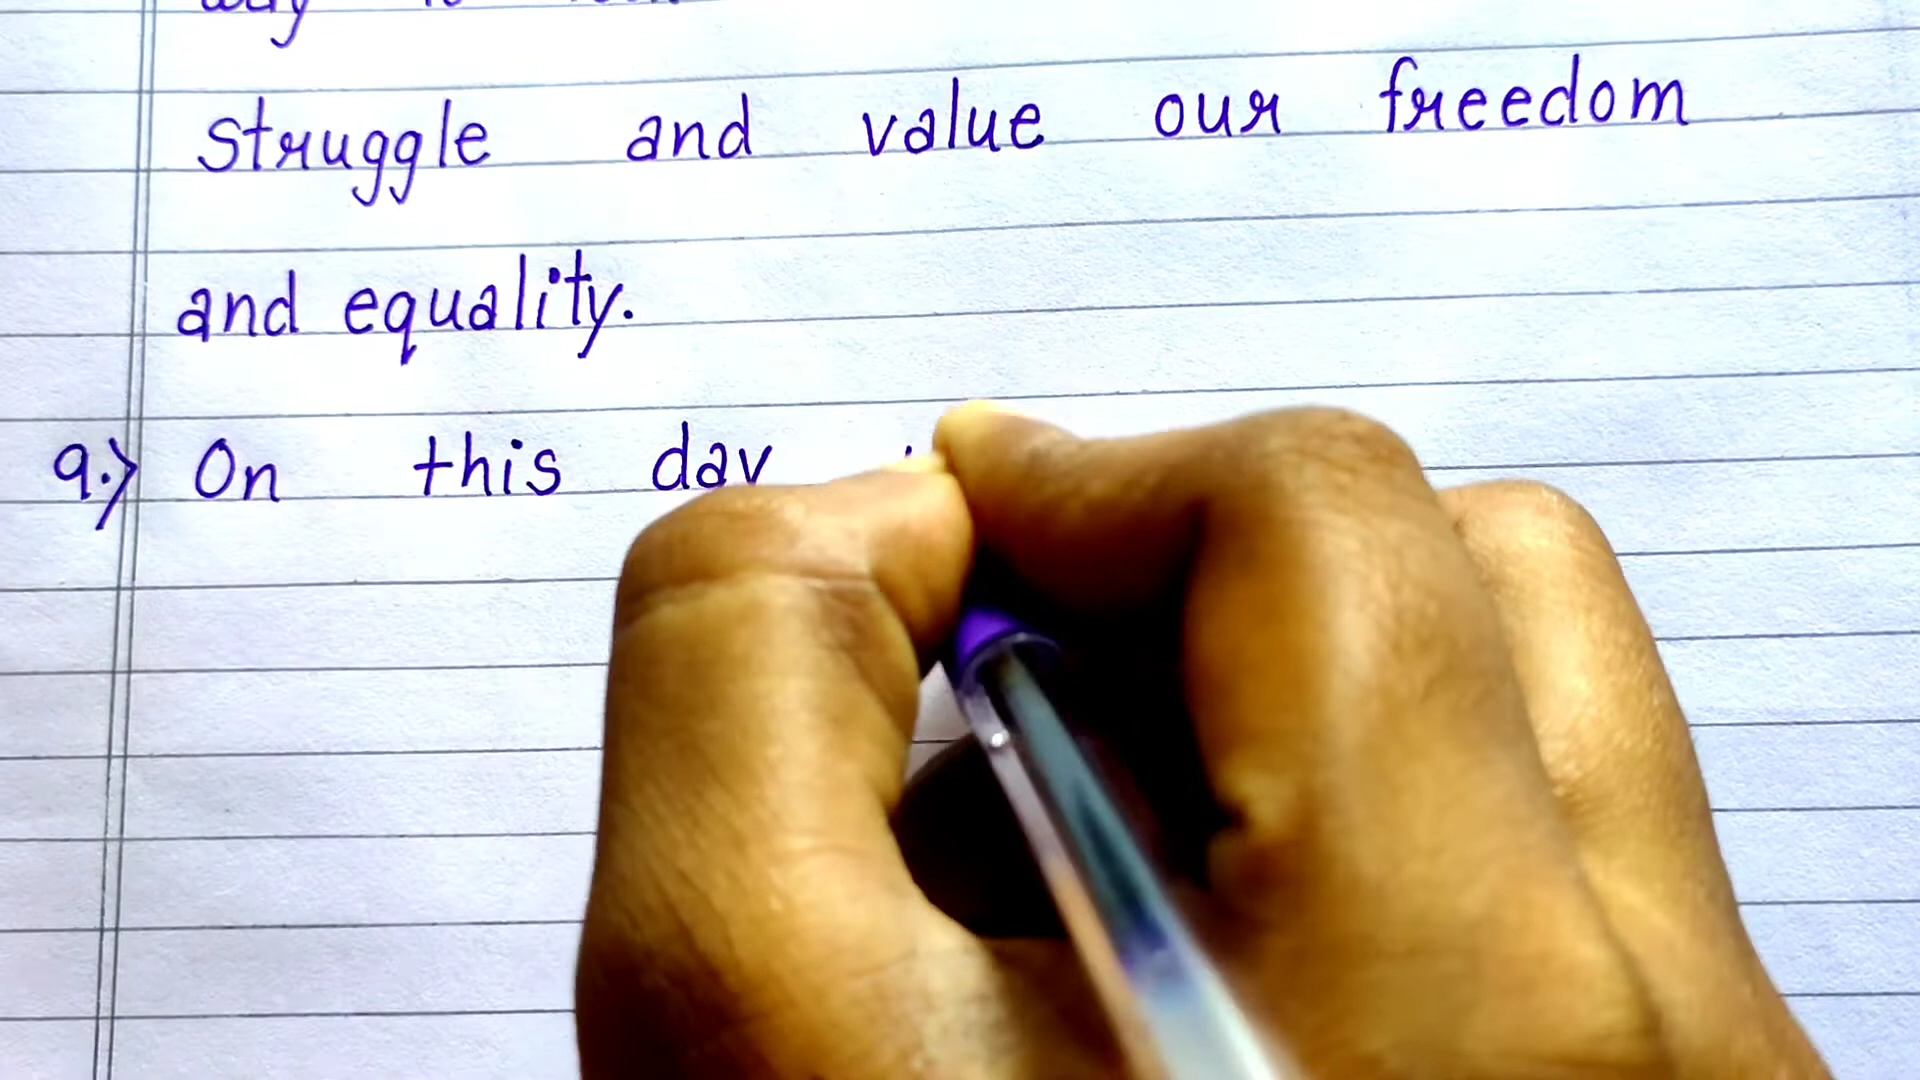 struggle and value our freedom
and equality.
9.) On this day